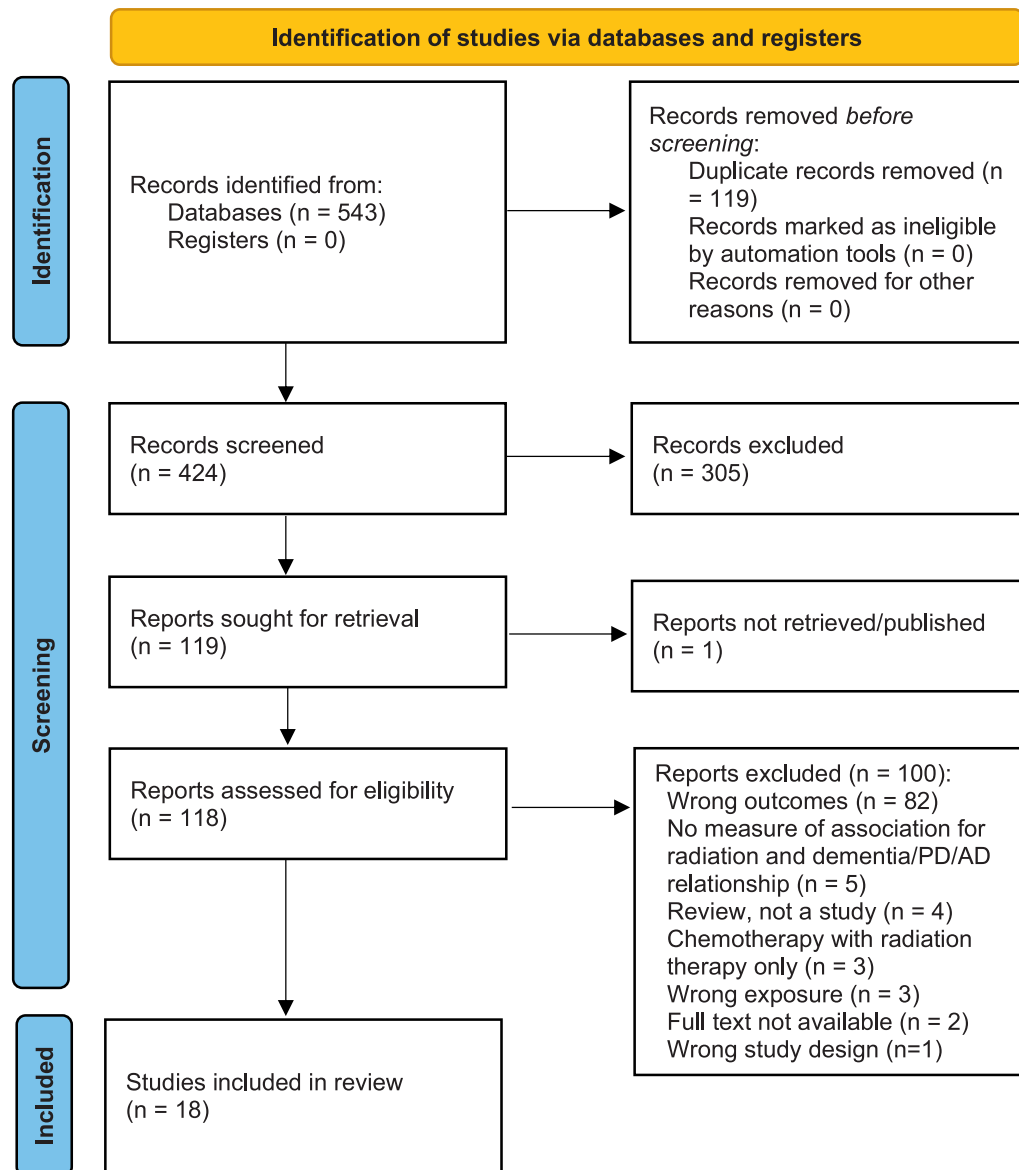 Identification of studies via databases and registers
Identification
Records identified from:
Databases (n = 543)
Registers (n = 0)
Records removed before
screening:
Duplicate records removed (n
= 119)
Records marked as ineligible
by automation tools (n = 0)
Records removed for other
reasons (n = 0)
Screening
Records screened
(n = 424)
Records excluded
(n = 305)
Reports sought for retrieval
(n = 119)
Reports not retrieved/published
(n = 1)
Reports assessed for eligibility
(n = 118)
Reports excluded (n = 100):
Wrong outcomes (n = 82)
No measure of association for
radiation and dementia/PD/AD
relationship (n = 5)
Review, not a study (n = 4)
Chemotherapy with radiation
therapy only (n = 3)
Wrong exposure (n = 3)
Full text not available (n = 2)
Wrong study design (n=1)
Included
Studies included in review
(n = 18)